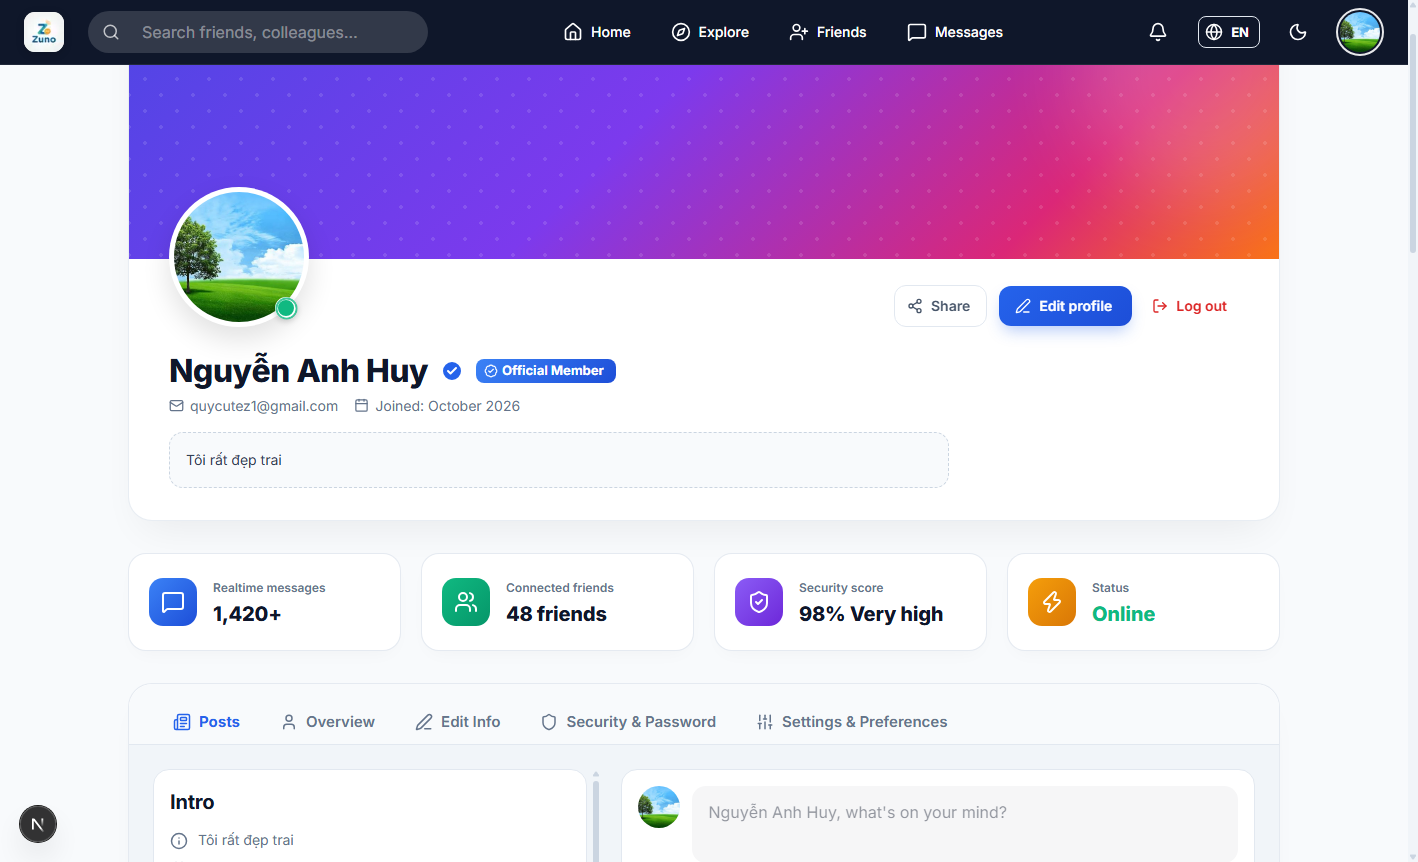 Zuno
Search friends, colleagues...
Home
Explore
Friends
Messages
EN
Share
Edit profile
Log out
Nguyễn Anh Huy
Official Member
quycutez1@gmail.com
Joined: October 2026
Tôi rất đẹp trai
Realtime messages
1,420+
Connected friends
48 friends
Security score
98% Very high
Status
Online
Posts
Overview
Edit Info
Security & Password
Settings & Preferences
Intro
Tôi rất đẹp trai
Nguyễn Anh Huy, what's on your mind?
N